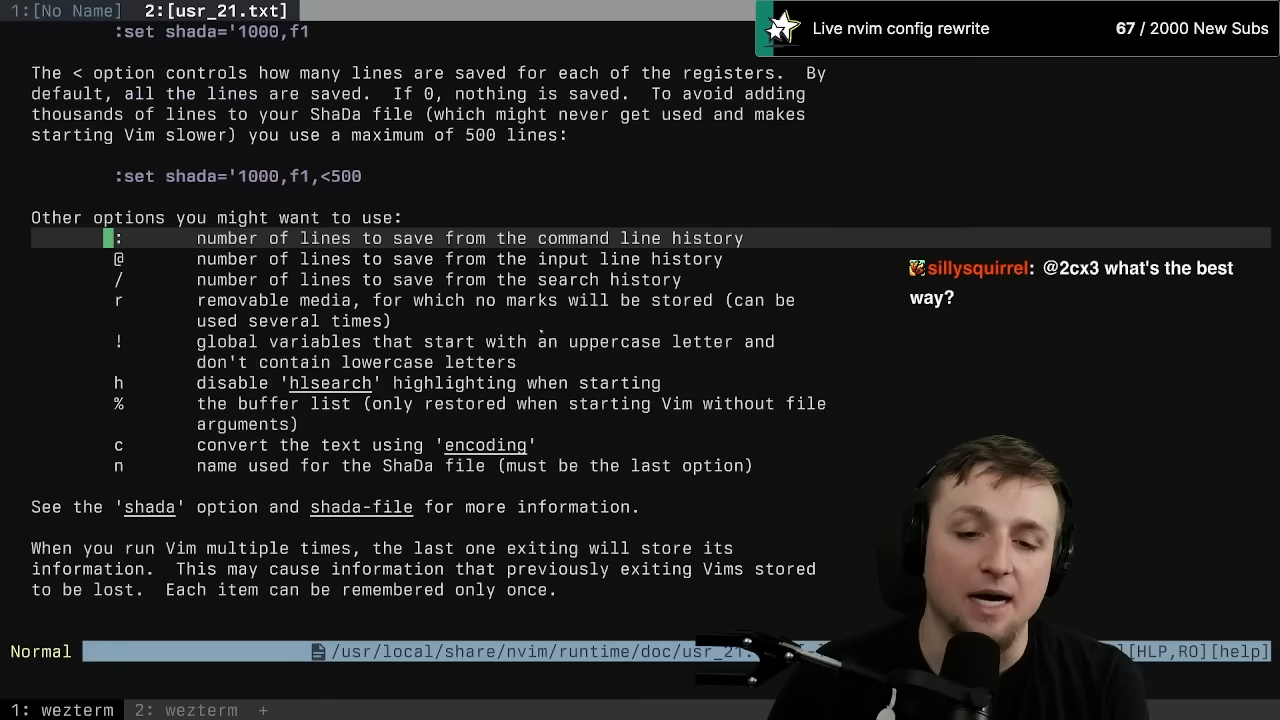 1:[No Name] 2:[usr_21.txt]
Live nvim config rewrite 67 / 2000 New Subs
:set shada='1000,f1
The < option controls how many lines are saved for each of the registers.  By
default, all the lines are saved.  If 0, nothing is saved.  To avoid adding
thousands of lines to your ShaDa file (which might never get used and makes
starting Vim slower) you use a maximum of 500 lines:
:set shada='1000,f1,<500
Other options you might want to use:
: number of lines to save from the command line history
@ number of lines to save from the input line history
/ number of lines to save from the search history
r removable media, for which no marks will be stored (can be
used several times)
! global variables that start with an uppercase letter and
don't contain lowercase letters
h disable 'hlsearch' highlighting when starting
% the buffer list (only restored when starting Vim without file
arguments)
c convert the text using 'encoding'
n name used for the ShaDa file (must be the last option)
See the 'shada' option and shada-file for more information.
When you run Vim multiple times, the last one exiting will store its
information.  This may cause information that previously exiting Vims stored
to be lost.  Each item can be remembered only once.
sillysquirrel: @2cx3 what's the best
way?
Normal /usr/local/share/nvim/runtime/doc/usr_21. [HLP,RO][help]
1: wezterm 2: wezterm +